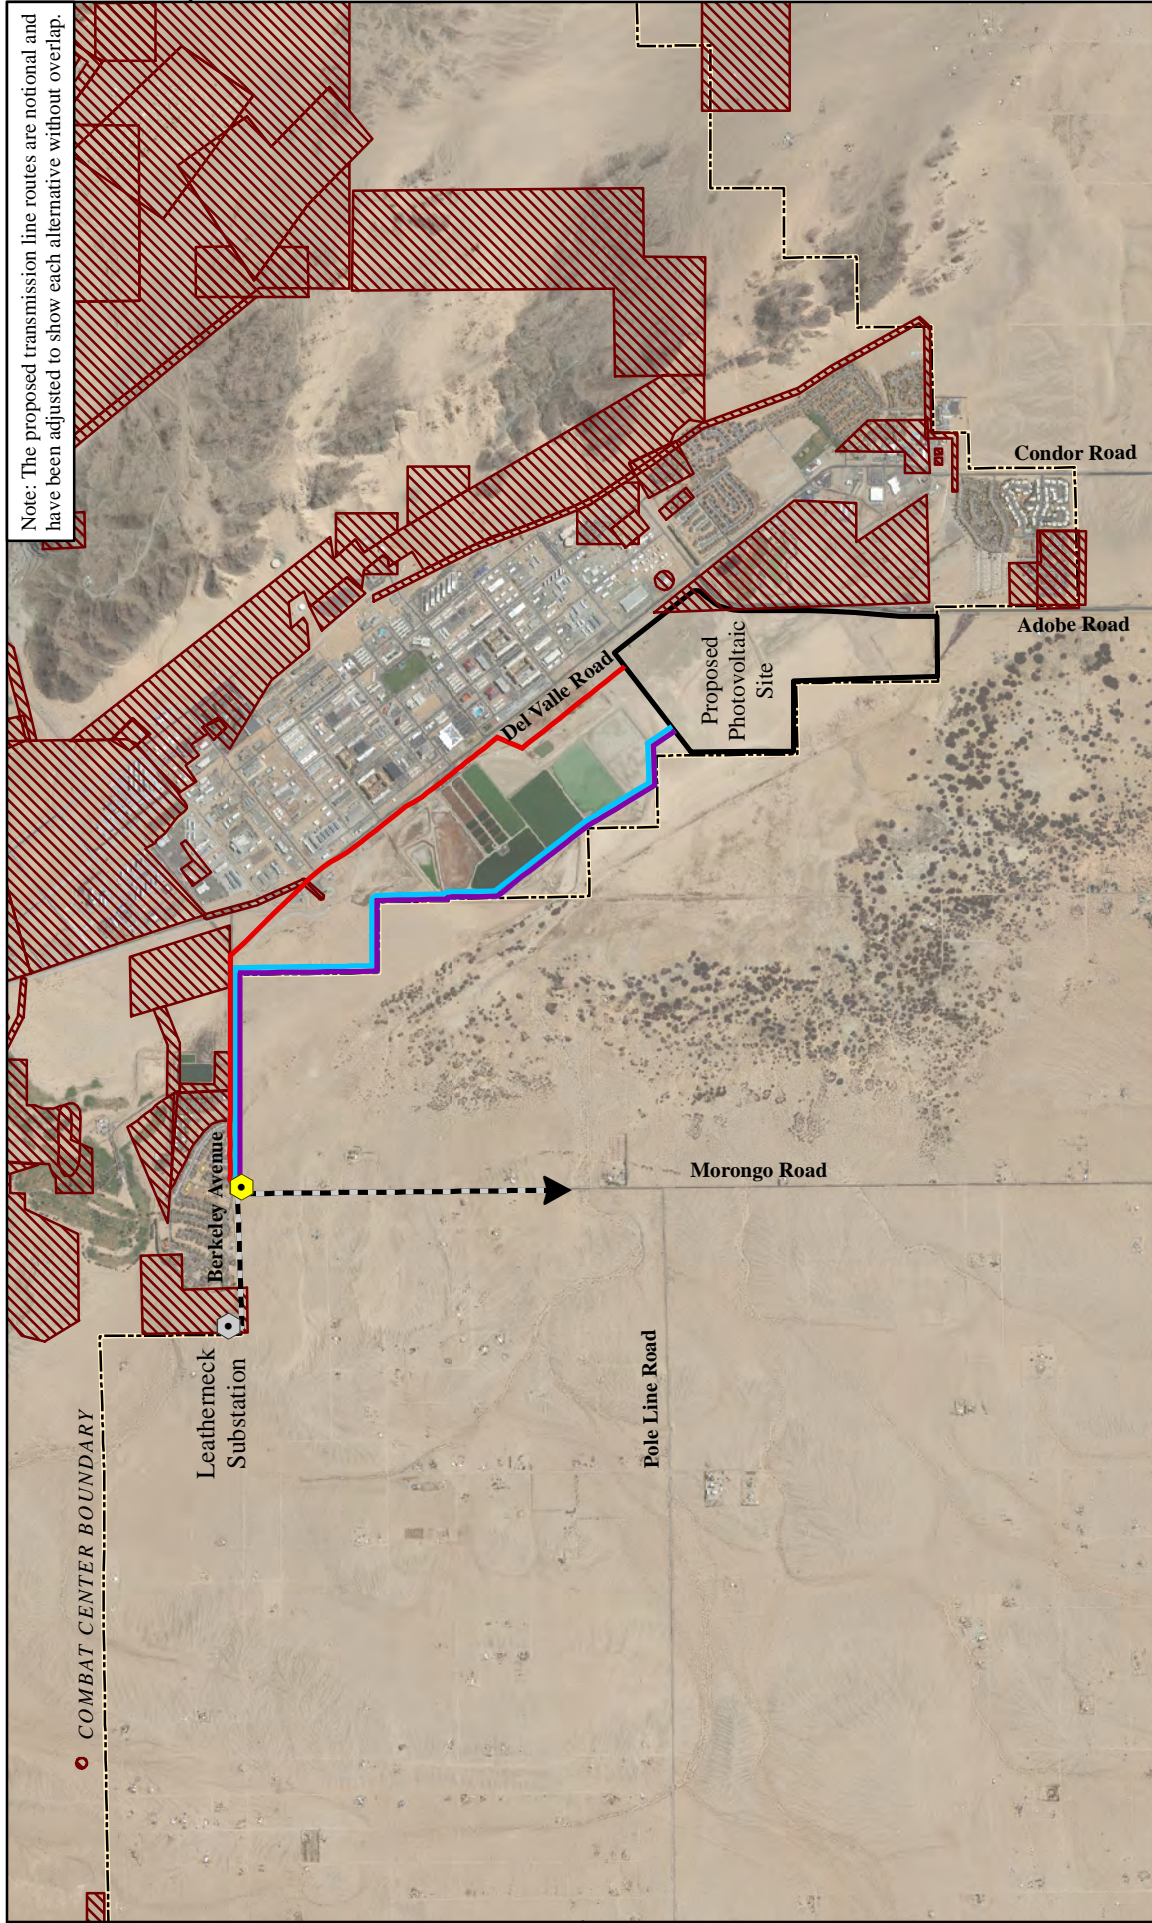 Note: The proposed transmission line routes are notional and
have been adjusted to show each alternative without overlap.
COMBAT CENTER BOUNDARY
Leatherneck
Substation
Berkeley Avenue
Del Valle Road
Proposed
Photovoltaic
Site
Pole Line Road
Morongo Road
Adobe Road
Condor Road